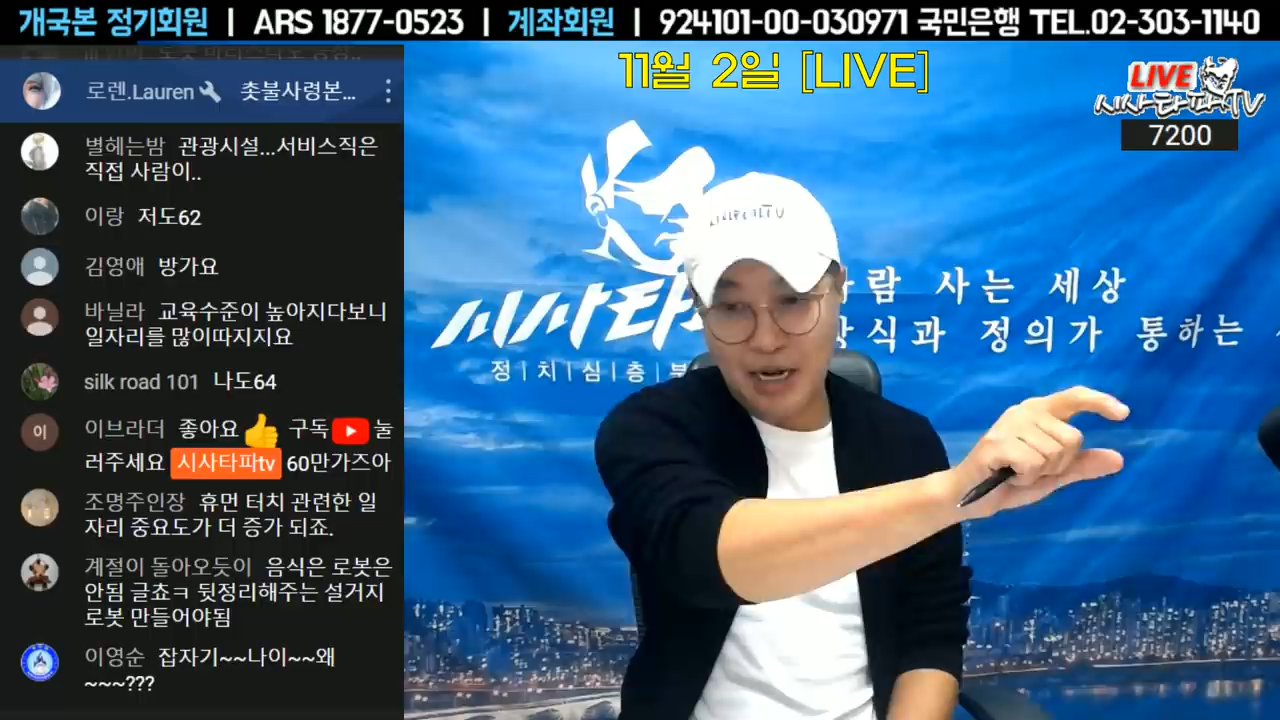 개국본 정기회원 | ARS 1877-0523 | 계좌회원 | 924101-00-030971 국민은행 TEL.02-303-1140
11월 2일 [LIVE]
LIVE
시사타파TV
7200
로렌.Lauren 촛불사령본...
별헤는밤 관광시설...서비스직은
직접 사람이..
이랑 저도62
김영애 방가요
바닐라 교육수준이 높아지다보니
일자리를 많이따지지요
silk road 101 나도64
이
이브라더 좋아요 구독 눌
러주세요 시사타파tv 60만가즈아
조명주인장 휴먼 터치 관련한 일
자리 중요도가 더 증가 되죠.
계절이 돌아오듯이 음식은 로봇은
안됨 글쵸ㅋ 뒷정리해주는 설거지
로봇 만들어야됨
이영순 잡자기~~나이~~왜
~~~???
시사타
정|치|심|층|
람 사는 세상
상식과 정의가 통하는